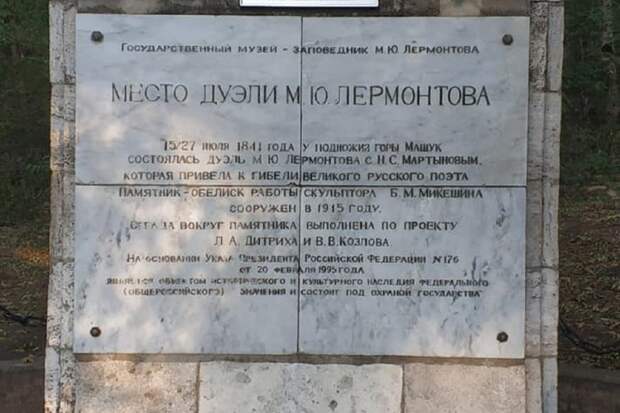 Государственный музей - заповедник М.Ю. Лермонтова
Место дуэли М.Ю. Лермонтова
15/27 июля 1841 года у подножия горы Машук
состоялась дуэль М.Ю. Лермонтова с Н.С. Мартыновым,
которая привела к гибели великого русского поэта
Памятник-обелиск работы скульптора Б.М. Микешина
сооружен в 1915 году.
вокруг памятника выполнена по проекту
Л.А. Дитриха и В.В. Козлова.
На основании Указа Президента Российской Федерации № 176
от 20 февраля 1995 года
является объектом исторического и культурного наследия федерального
(общероссийского) значения и состоит под охраной государства